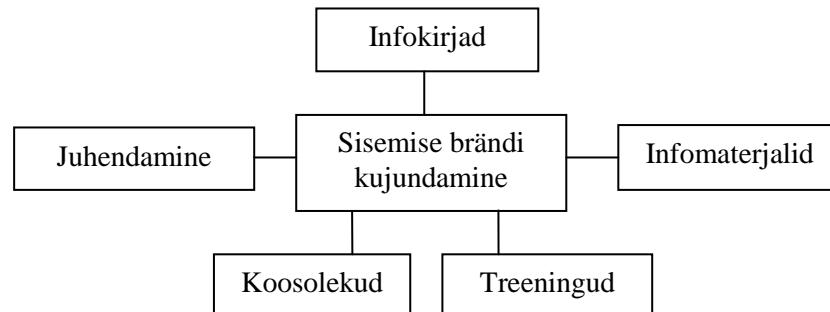 Infokirjad
Juhendamine
Sisemise brändi
kujundamine
Infomaterjalid
Koosolekud
Treeningud